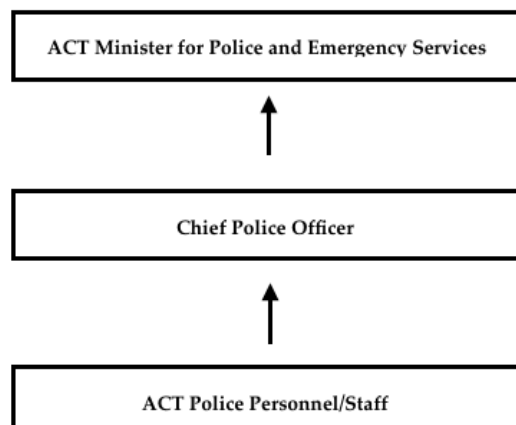 ACT Minister for Police and Emergency Services
Chief Police Officer
ACT Police Personnel/Staff